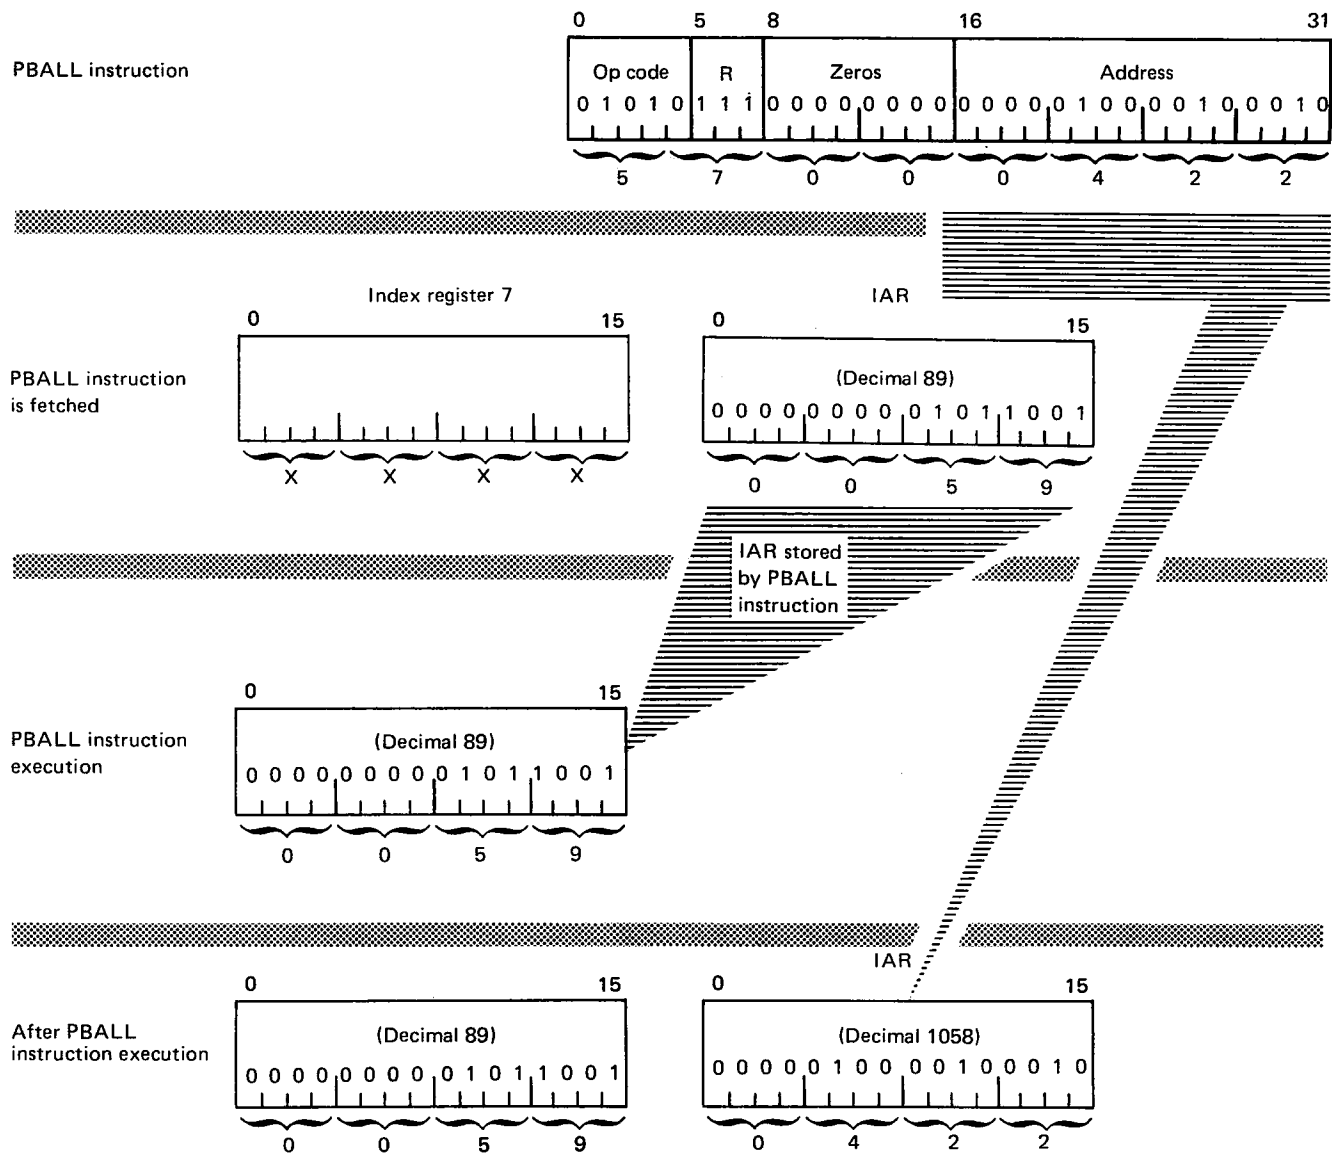 0 5 8 16 31
PBALL instruction
Op code R Zeros Address
0 1 0 1 0 1 1 1 0 0 0 0 0 0 0 0 0 0 0 0 0 1 0 0 0 0 1 0 0 0 1 0
5 7 0 0 0 4 2 2
Index register 7 IAR
0 15 0 15
PBALL instruction
is fetched
(Decimal 89)
0 0 0 0 0 0 0 0 0 1 0 1 1 0 0 1
X X X X 0 0 5 9
IAR stored
by PBALL
instruction
0 15
PBALL instruction
execution
(Decimal 89)
0 0 0 0 0 0 0 0 0 1 0 1 1 0 0 1
0 0 5 9
IAR
0 15 0 15
After PBALL
instruction execution
(Decimal 89) (Decimal 1058)
0 0 0 0 0 0 0 0 0 1 0 1 1 0 0 1 0 0 0 0 0 1 0 0 0 0 1 0 0 0 1 0
0 0 5 9 0 4 2 2